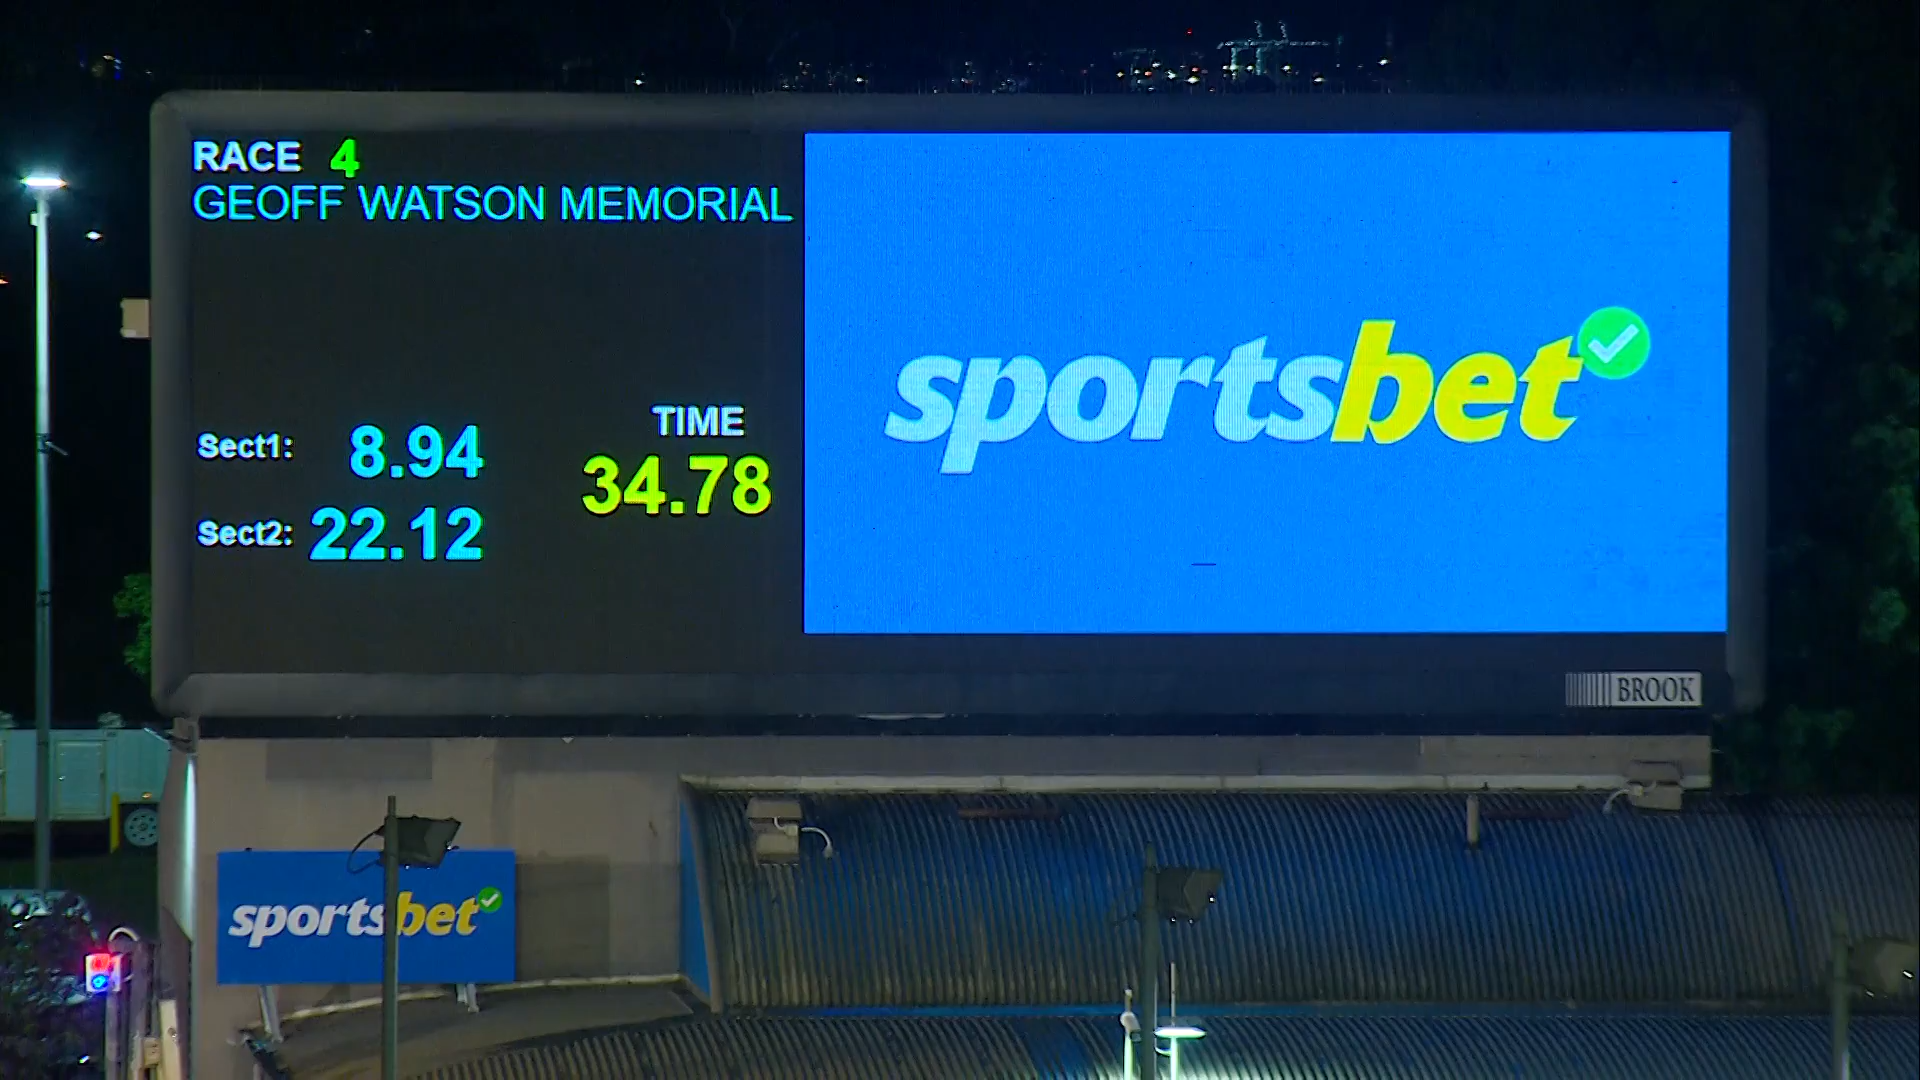 RACE 4
GEOFF WATSON MEMORIAL
TIME
Sect1: 8.94
34.78
Sect2: 22.12
sportsbet
BROOK
sportsbet